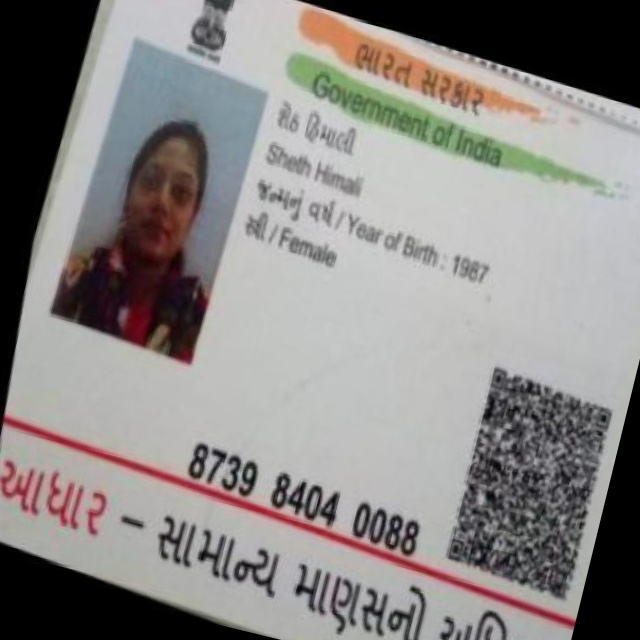 ભારત સરકાર
Government of India
શેઠ હિમાલી
Sheth Himali
જન્મનું વર્ષ / Year of Birth : 1987
સ્ત્રી / Female
8739 8404 0088
આધાર – સામાન્ય માણસનો